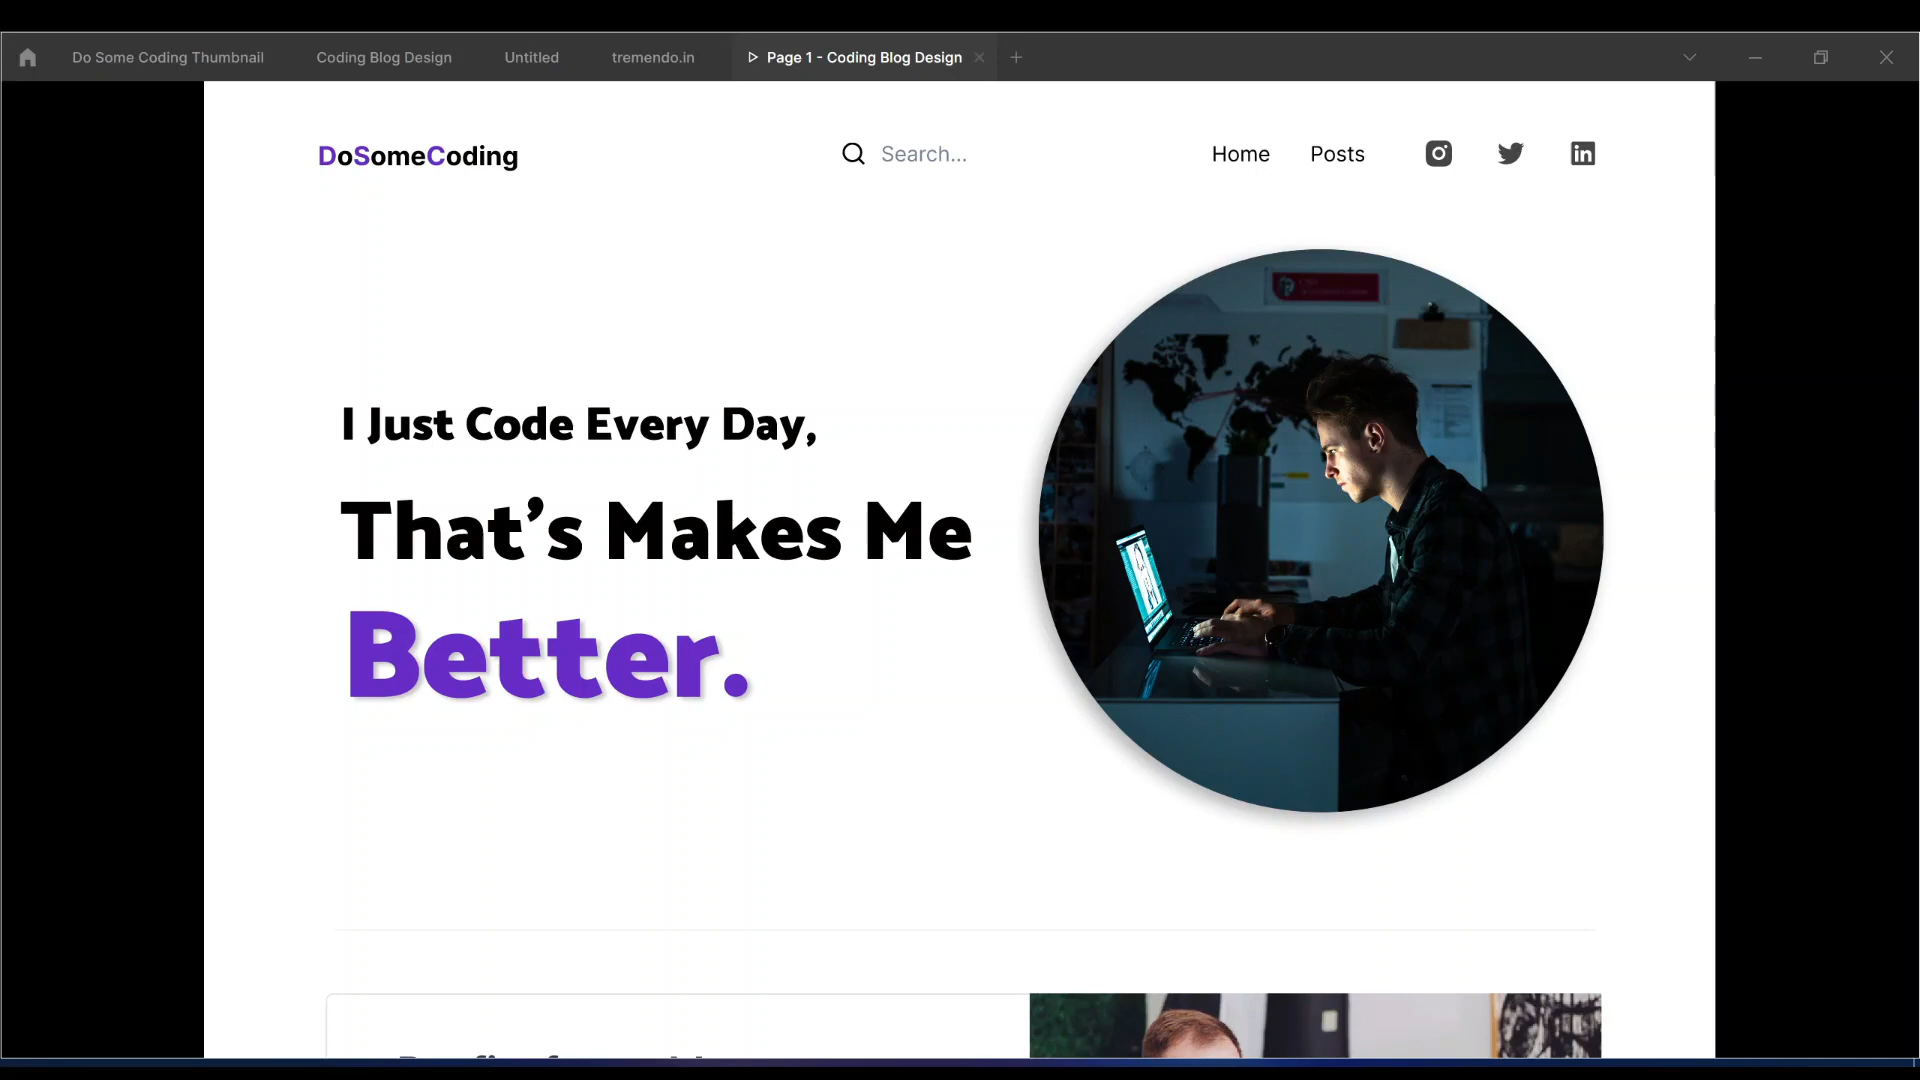 Do Some Coding Thumbnail
Coding Blog Design
Untitled
tremendo.in
Page 1 - Coding Blog Design
DoSomeCoding
Search...
Home
Posts
I Just Code Every Day,
That's Makes Me
Better.